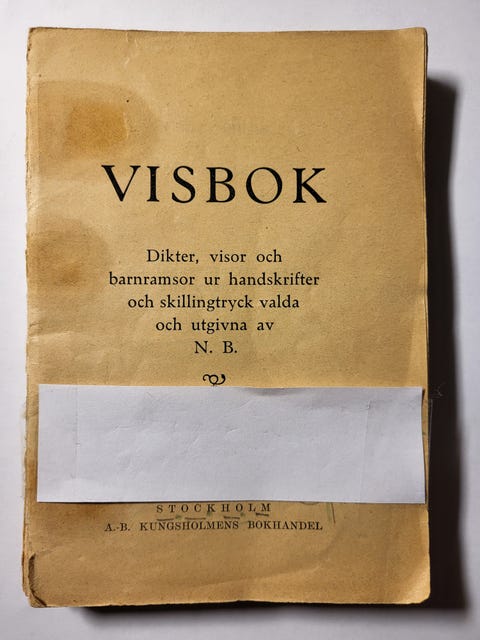 VISBOK
Dikter, visor och
barnramsor ur handskrifter
och skillingtryck valda
och utgivna av
N. B.
STOCKHOLM
A.-B. KUNGSHOLMENS BOKHANDEL